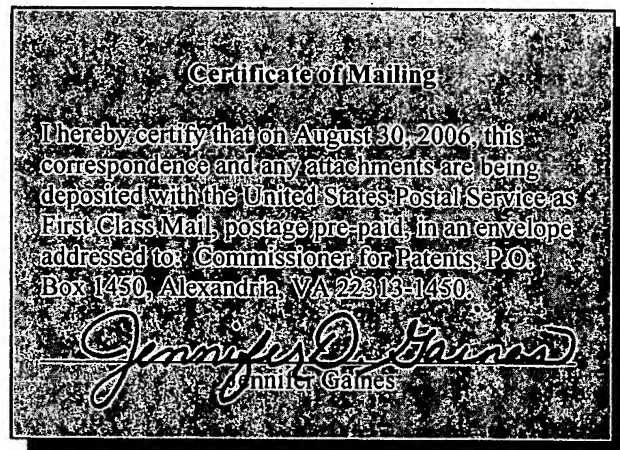 Certificate of Mailing
I hereby certify that on August 30, 2006, this
correspondence and any attachments are being
deposited with the United States Postal Service as
First Class Mail, postage pre-paid, in an envelope
addressed to: Commissioner for Patents, P.O.
Box 1450, Alexandria, VA 22313-1450.
Jennifer D. Gaines
Jennifer Gaines